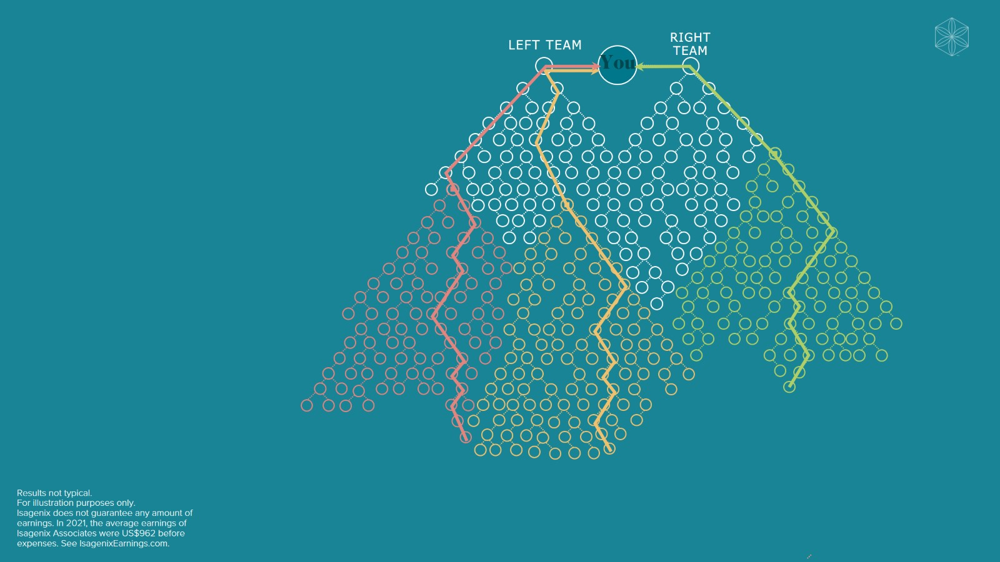 LEFT TEAM
RIGHT
TEAM
You
Results not typical.
For illustration purposes only.
Isagenix does not guarantee any amount of
earnings. In 2021, the average earnings of
Isagenix Associates were US$962 before
expenses. See IsagenixEarnings.com.